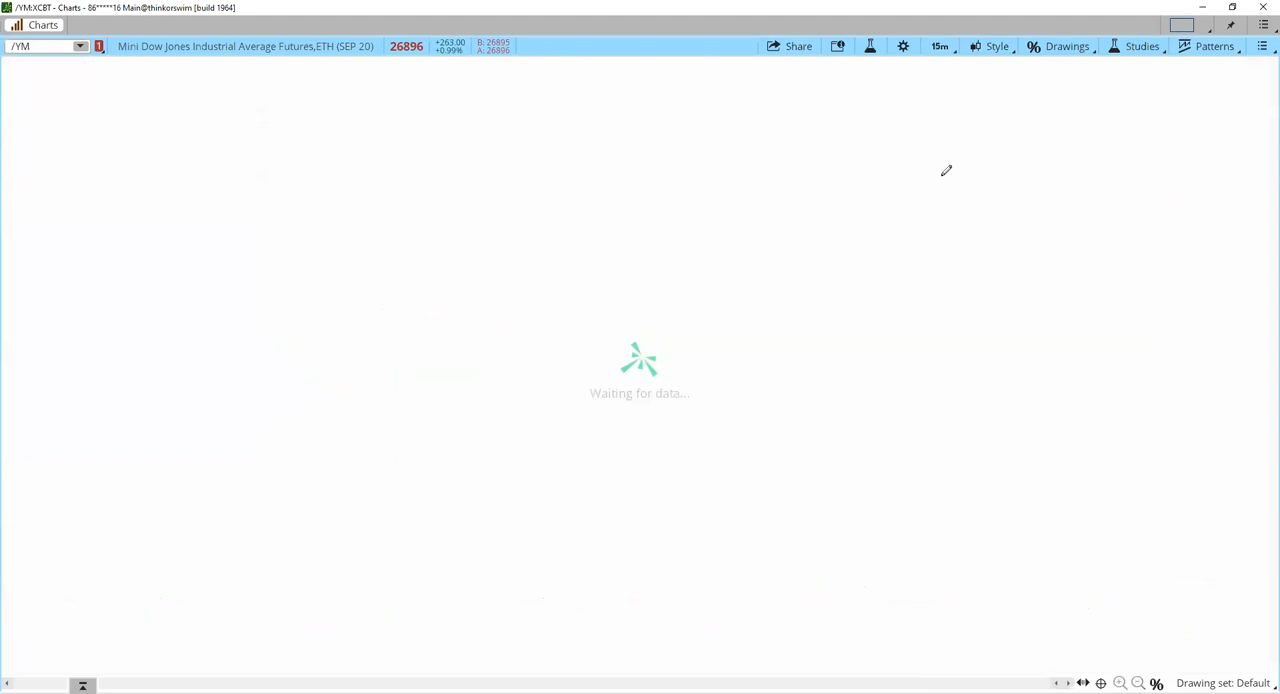 /YM:XCBT - Charts - 86*****16 Main@thinkorswim [build 1964]
Charts
/YM 1 Mini Dow Jones Industrial Average Futures,ETH (SEP 20) 26896 +263.00 B: 26895
+0.99% A: 26896
Share 15m Style Drawings Studies Patterns
Waiting for data...
Drawing set: Default